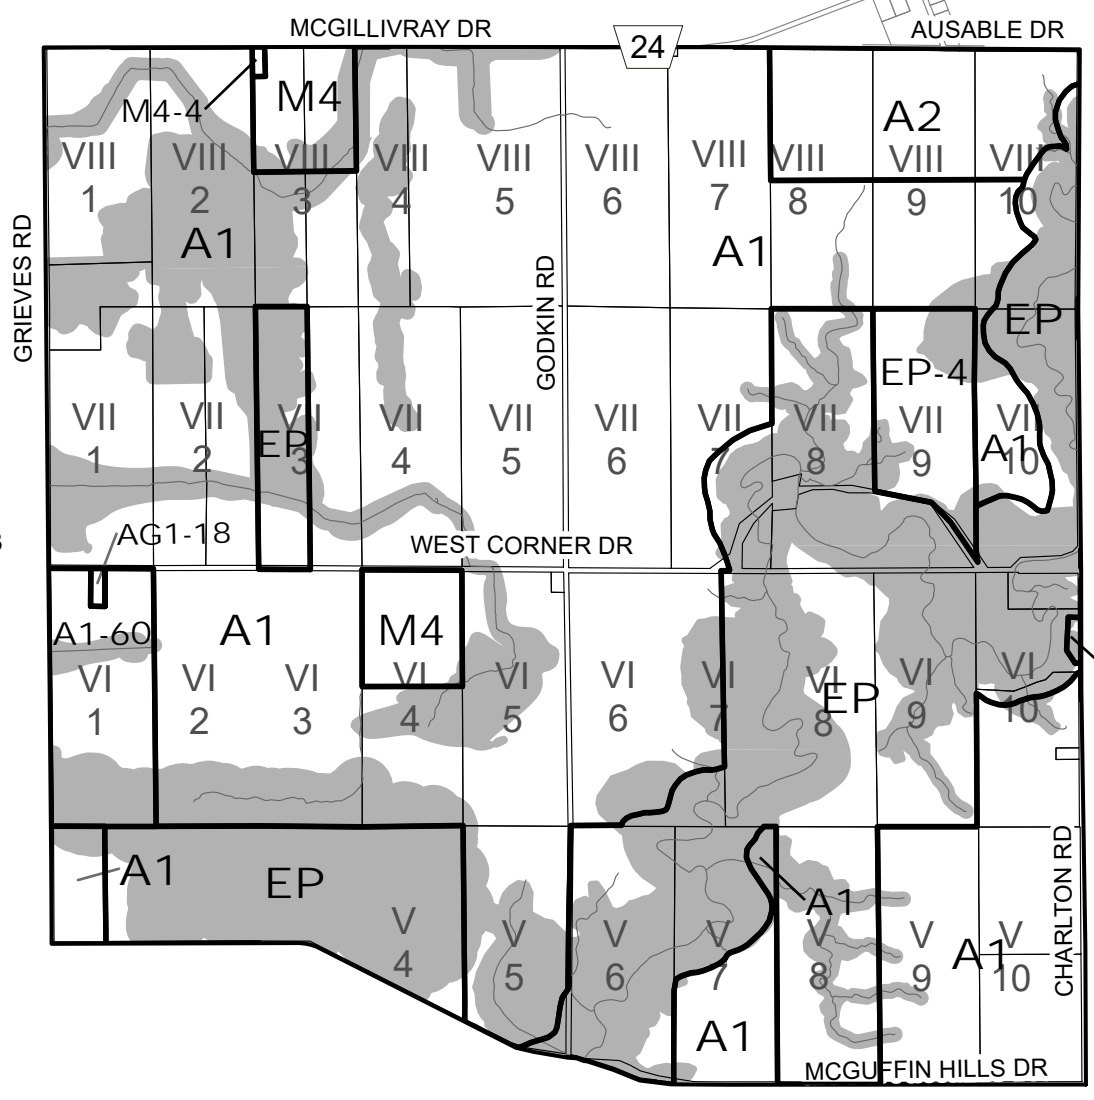 MCGILLIVRAY DR
24
AUSABLE DR
M4-4
M4
A2
VIII
1
VIII
2
VIII
3
VIII
4
VIII
5
VIII
6
VIII
7
VIII
8
VIII
9
VIII
10
A1
A1
GRIEVES RD
GODKIN RD
EP
EP-4
VII
1
VII
2
VII
3
EP
VII
4
VII
5
VII
6
VII
7
VII
8
VII
9
VII
10
A1
AG1-18
WEST CORNER DR
A1-60
A1
M4
VI
1
VI
2
VI
3
VI
4
VI
5
VI
6
VI
7
VI
8
EP
VI
9
VI
10
A1
EP
A1
V
4
V
5
V
6
V
7
V
8
V
9
V
10
A1
A1
CHARLTON RD
MCGUFFIN HILLS DR